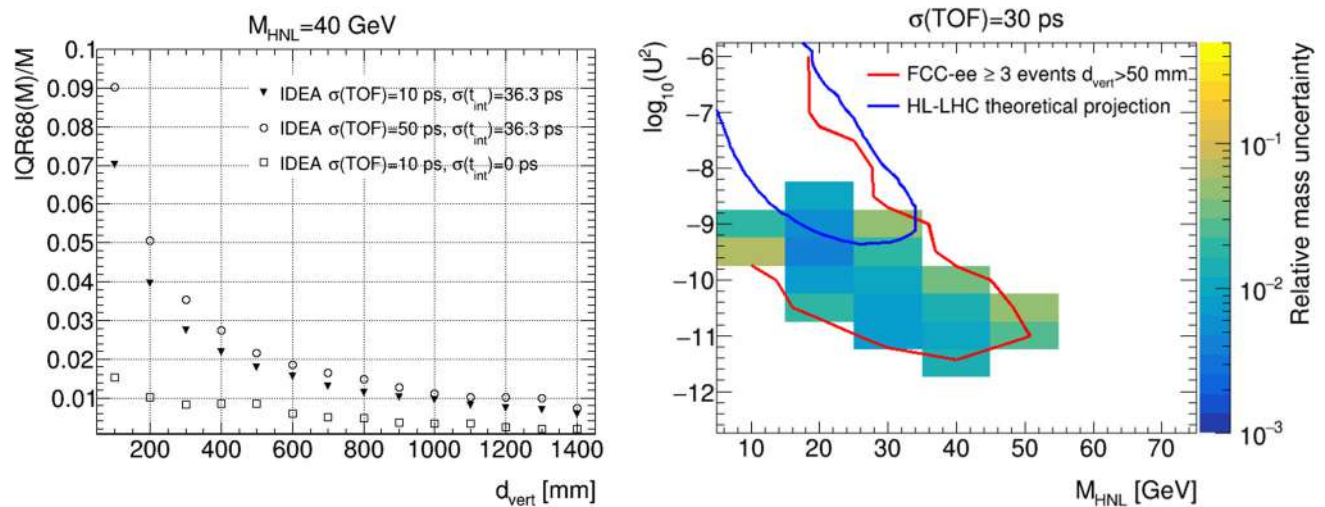 M_HNL=40 GeV
IQR68(M)/M
0.1
0.09
0.08
0.07
0.06
0.05
0.04
0.03
0.02
0.01
IDEA σ(TOF)=10 ps, σ(t_int)=36.3 ps
IDEA σ(TOF)=50 ps, σ(t_int)=36.3 ps
IDEA σ(TOF)=10 ps, σ(t_int)=0 ps
200 400 600 800 1000 1200 1400
d_vert [mm]
σ(TOF)=30 ps
log₁₀(U²)
−6
−7
−8
−9
−10
−11
−12
FCC-ee ≥ 3 events d_vert>50 mm
HL-LHC theoretical projection
10 20 30 40 50 60 70
M_HNL [GeV]
10⁻¹
10⁻²
10⁻³
Relative mass uncertainty